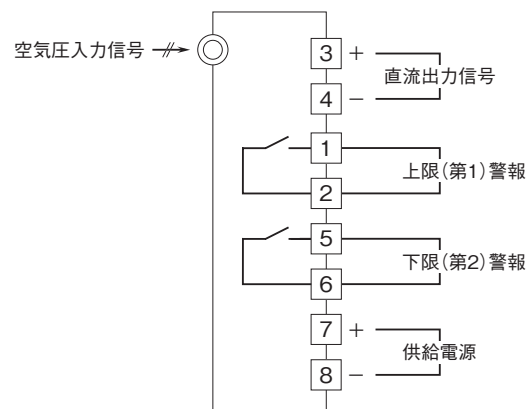 空気圧入力信号
3 +
直流出力信号
4 −
1
上限(第1)警報
2
5
下限(第2)警報
6
7 +
供給電源
8 −